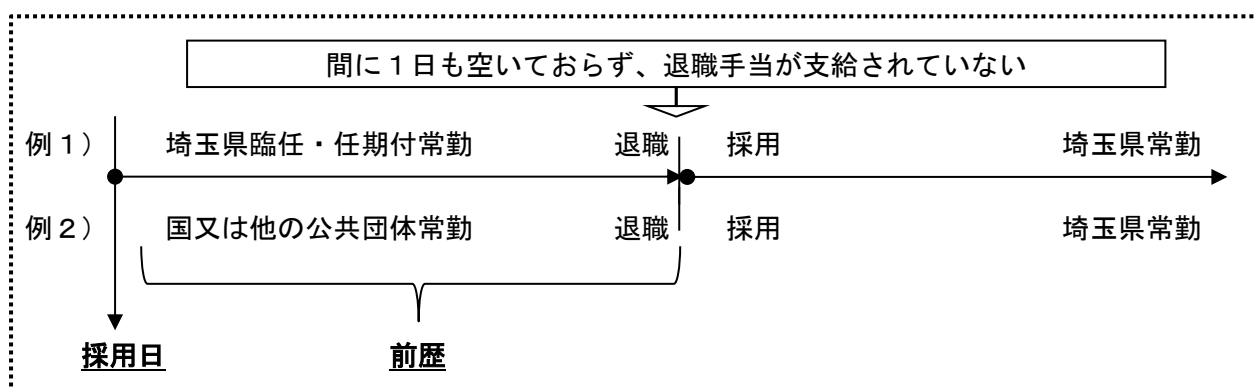 間に１日も空いておらず、退職手当が支給されていない
例１） 埼玉県臨任・任期付常勤 退職 採用 埼玉県常勤
例２） 国又は他の公共団体常勤 退職 採用 埼玉県常勤
採用日 前歴